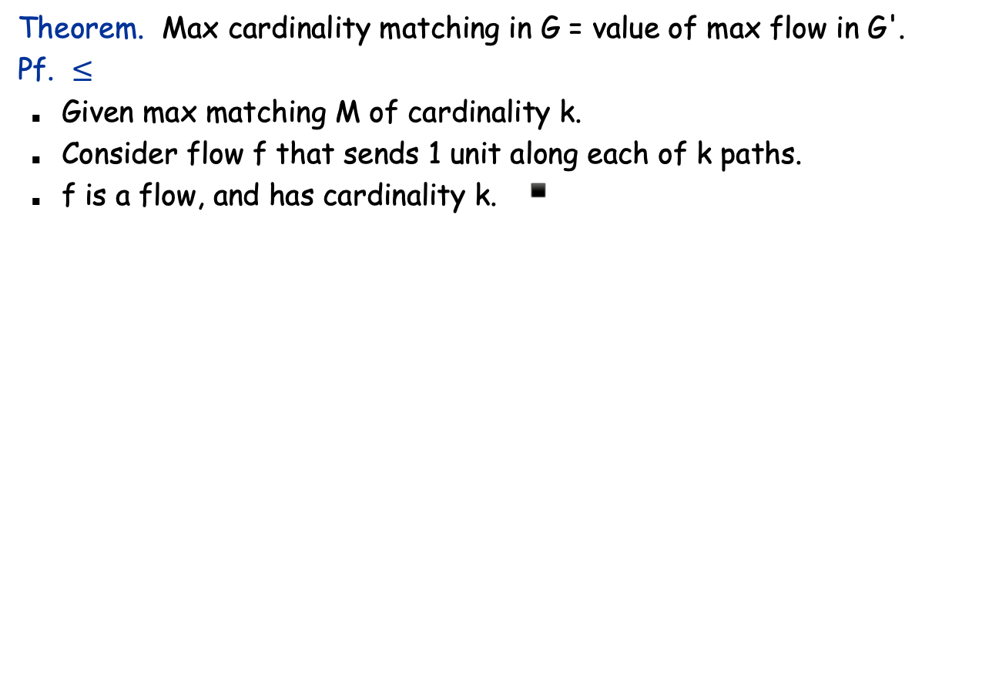 Theorem. Max cardinality matching in G = value of max flow in G'.
Pf. ≤
▪ Given max matching M of cardinality k.
▪ Consider flow f that sends 1 unit along each of k paths.
▪ f is a flow, and has cardinality k. ▪